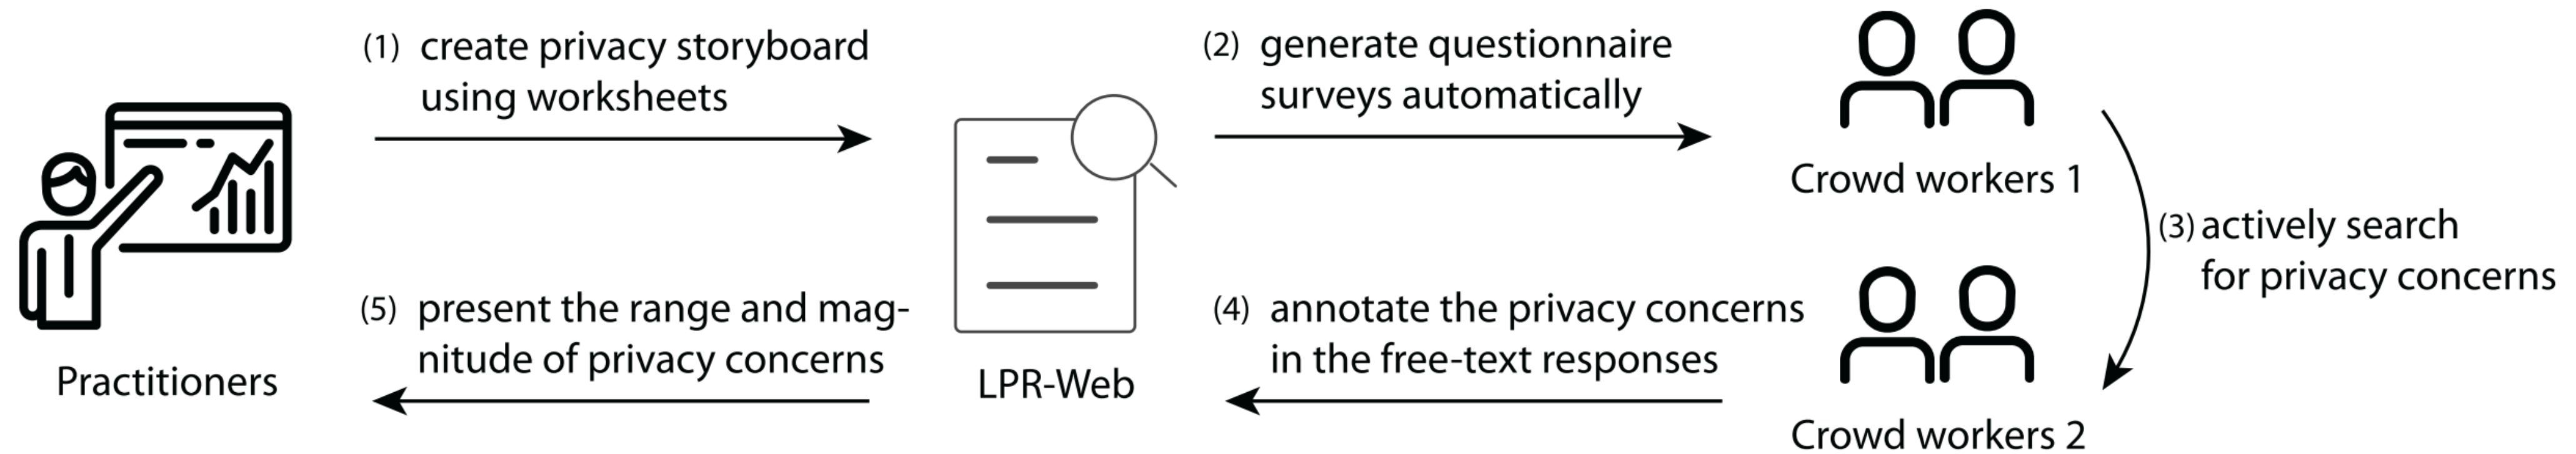 (1) create privacy storyboard
using worksheets
(2) generate questionnaire
surveys automatically
Crowd workers 1
(3) actively search
for privacy concerns
(4) annotate the privacy concerns
in the free-text responses
Crowd workers 2
(5) present the range and mag-
nitude of privacy concerns
Practitioners
LPR-Web